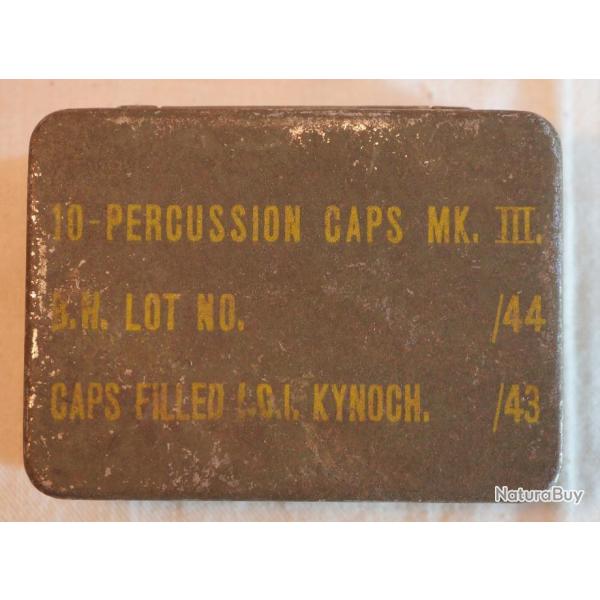 10-PERCUSSION CAPS MK. III.
B.N. LOT NO. /44
CAPS FILLED I.C.I. KYNOCH. /43
NaturaBuy